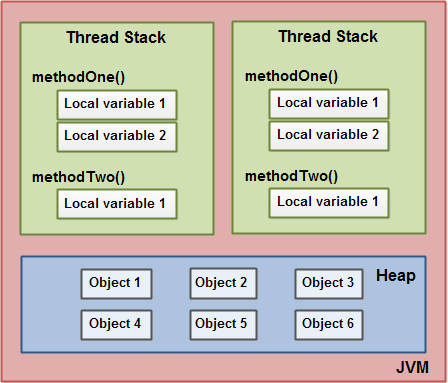 Thread Stack
methodOne()
Local variable 1
Local variable 2
methodTwo()
Local variable 1
Thread Stack
methodOne()
Local variable 1
Local variable 2
methodTwo()
Local variable 1
Heap
Object 1 Object 2 Object 3
Object 4 Object 5 Object 6
JVM